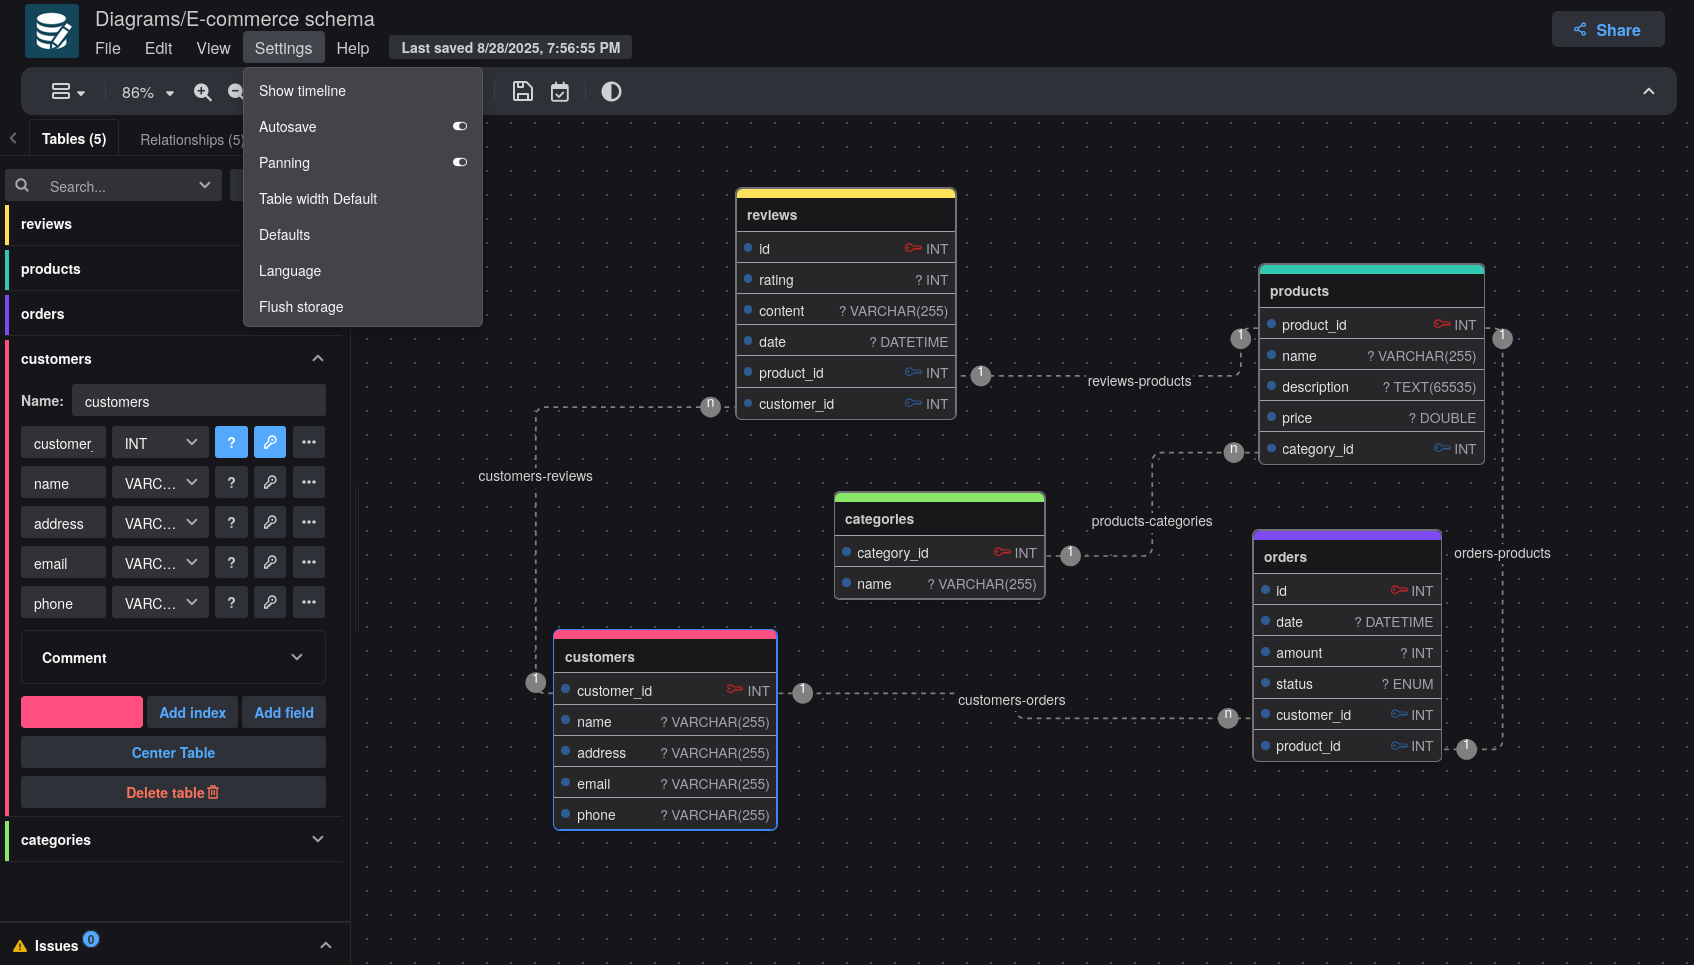 Diagrams/E-commerce schema
File Edit View Settings Help Last saved 8/28/2025, 7:56:55 PM
Share
86%
Show timeline
Autosave
Panning
Table width Default
Defaults
Language
Flush storage
Tables (5) Relationships (5)
Search...
reviews
products
orders
customers
Name: customers
customer_ INT ?
name VARC... ?
address VARC... ?
email VARC... ?
phone VARC... ?
Comment
Add index Add field
Center Table
Delete table
categories
Issues 0
reviews
id INT
rating ? INT
content ? VARCHAR(255)
date ? DATETIME
product_id INT
customer_id INT
products
product_id INT
name ? VARCHAR(255)
description ? TEXT(65535)
price ? DOUBLE
category_id INT
categories
category_id INT
name ? VARCHAR(255)
orders
id INT
date ? DATETIME
amount ? INT
status ? ENUM
customer_id INT
product_id INT
customers
customer_id INT
name ? VARCHAR(255)
address ? VARCHAR(255)
email ? VARCHAR(255)
phone ? VARCHAR(255)
1 reviews-products 1
n customers-reviews 1
n products-categories 1
1 orders-products 1
1 customers-orders n